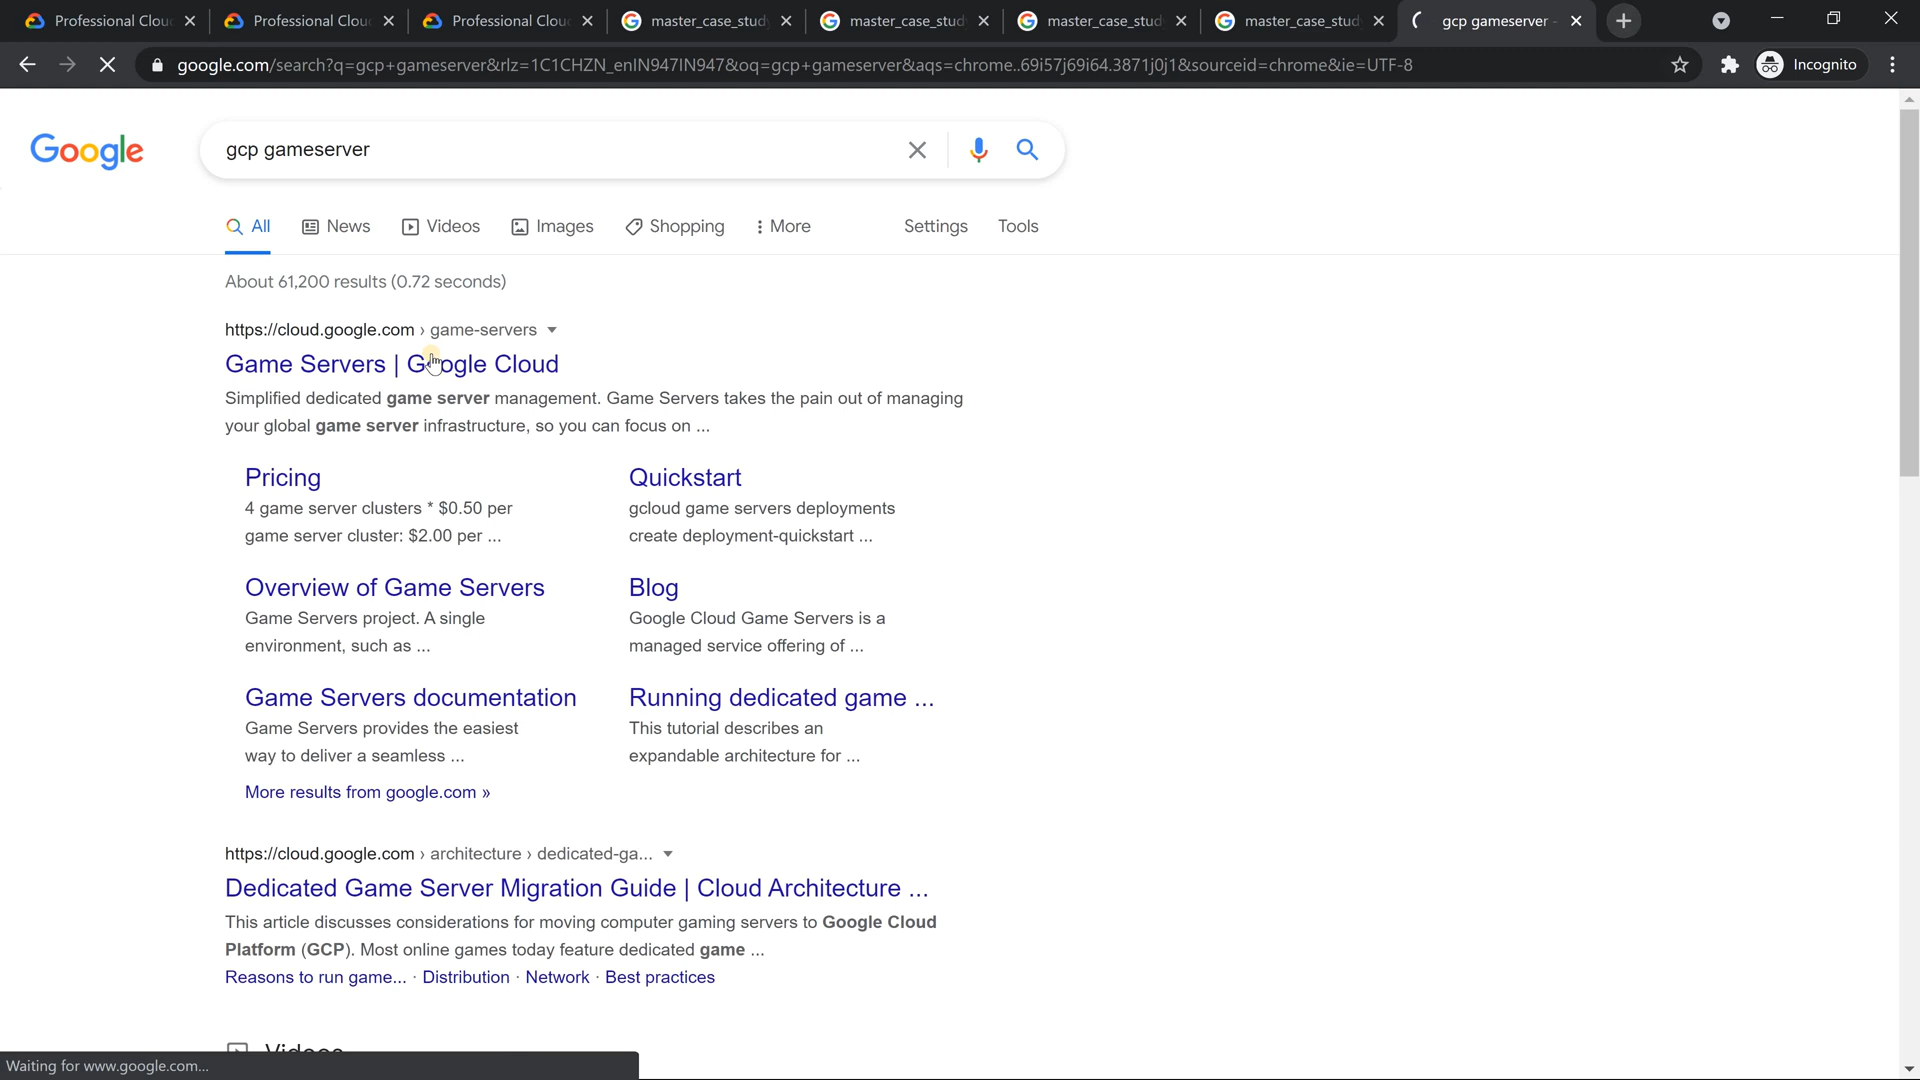 Professional Clou
Professional Clou
Professional Clou
master_case_stud
master_case_stud
master_case_stud
master_case_stud
gcp gameserver -
google.com/search?q=gcp+gameserver&rlz=1C1CHZN_enIN947IN947&oq=gcp+gameserver&aqs=chrome..69i57j69i64.3871j0j1&sourceid=chrome&ie=UTF-8
Incognito
Google
gcp gameserver
All
News
Videos
Images
Shopping
More
Settings
Tools
About 61,200 results (0.72 seconds)
https://cloud.google.com › game-servers
Game Servers | Google Cloud
Simplified dedicated game server management. Game Servers takes the pain out of managing
your global game server infrastructure, so you can focus on ...
Pricing
4 game server clusters * $0.50 per
game server cluster: $2.00 per ...
Quickstart
gcloud game servers deployments
create deployment-quickstart ...
Overview of Game Servers
Game Servers project. A single
environment, such as ...
Blog
Google Cloud Game Servers is a
managed service offering of ...
Game Servers documentation
Game Servers provides the easiest
way to deliver a seamless ...
Running dedicated game ...
This tutorial describes an
expandable architecture for ...
More results from google.com »
https://cloud.google.com › architecture › dedicated-ga...
Dedicated Game Server Migration Guide | Cloud Architecture ...
This article discusses considerations for moving computer gaming servers to Google Cloud
Platform (GCP). Most online games today feature dedicated game ...
Reasons to run game... · Distribution · Network · Best practices
Videos
Waiting for www.google.com...